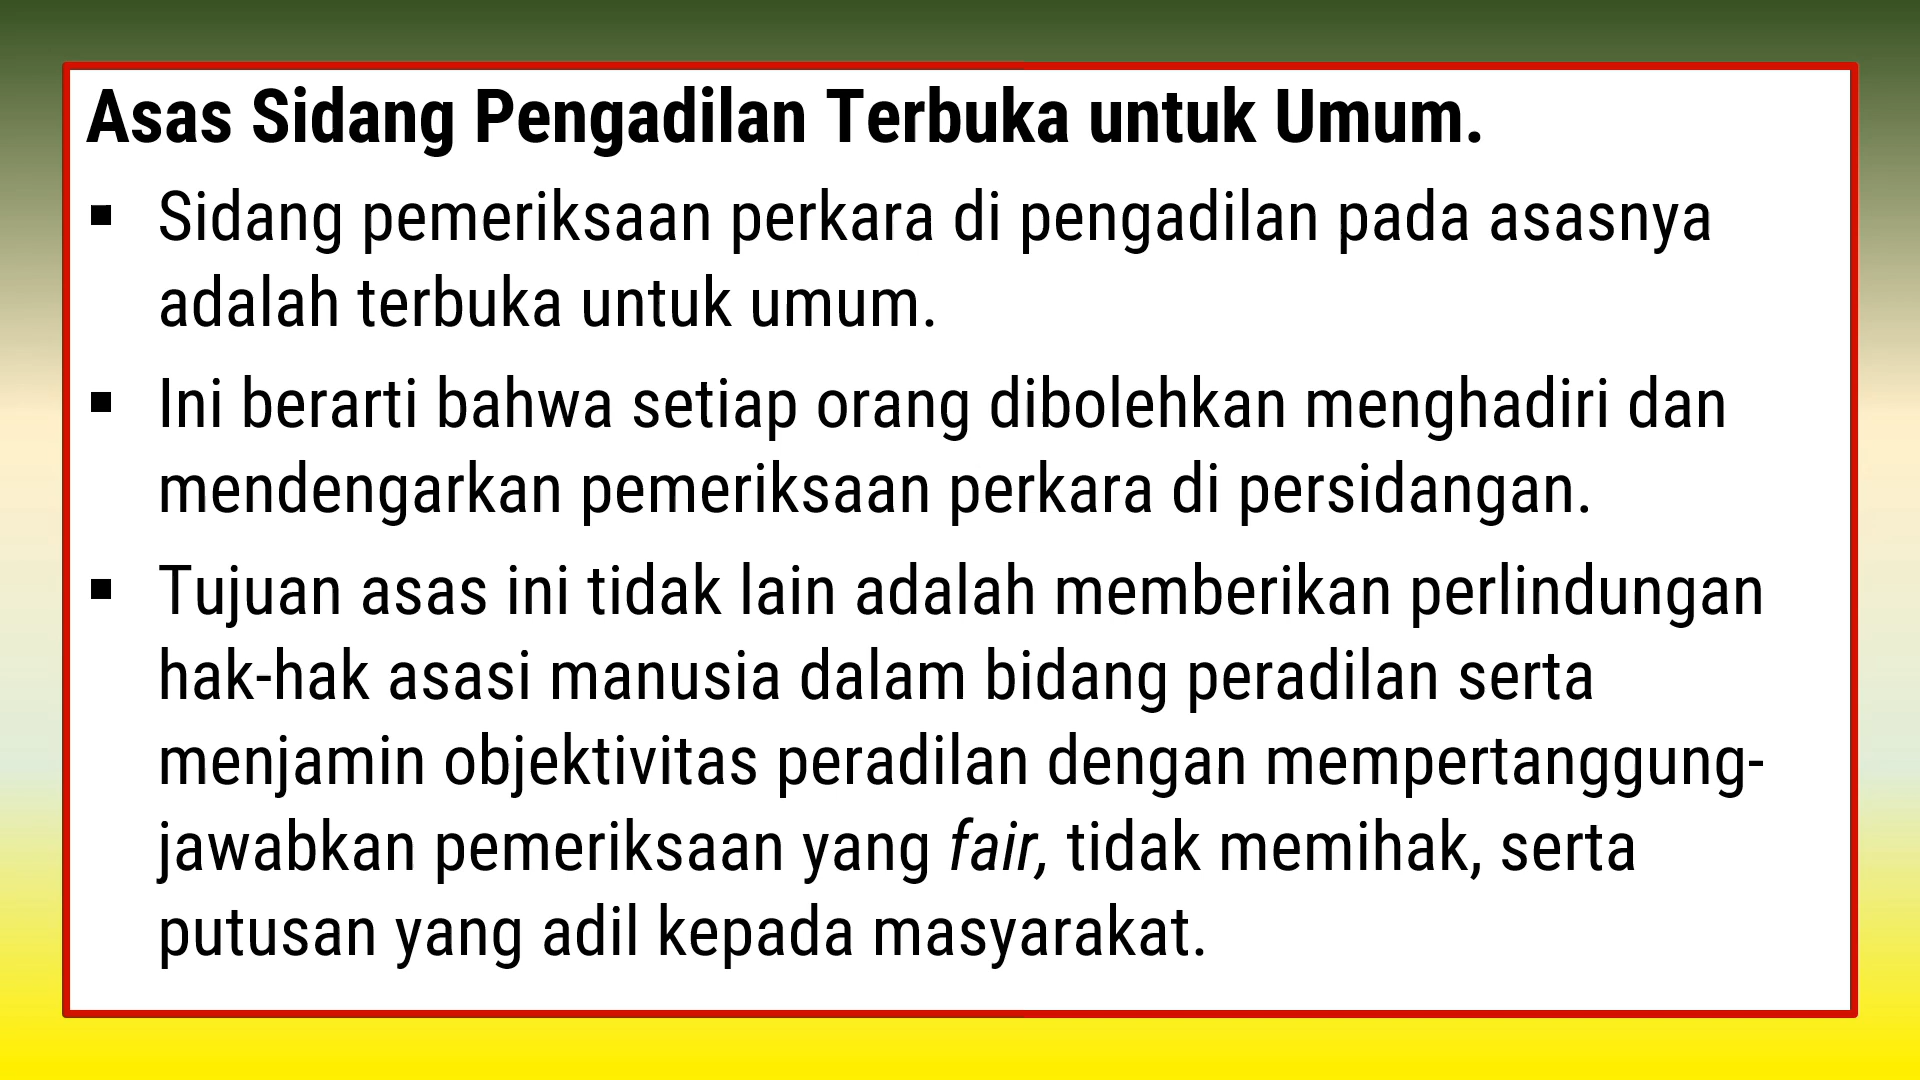 Asas Sidang Pengadilan Terbuka untuk Umum.
▪ Sidang pemeriksaan perkara di pengadilan pada asasnya
adalah terbuka untuk umum.
▪ Ini berarti bahwa setiap orang dibolehkan menghadiri dan
mendengarkan pemeriksaan perkara di persidangan.
▪ Tujuan asas ini tidak lain adalah memberikan perlindungan
hak-hak asasi manusia dalam bidang peradilan serta
menjamin objektivitas peradilan dengan mempertanggung-
jawabkan pemeriksaan yang fair, tidak memihak, serta
putusan yang adil kepada masyarakat.